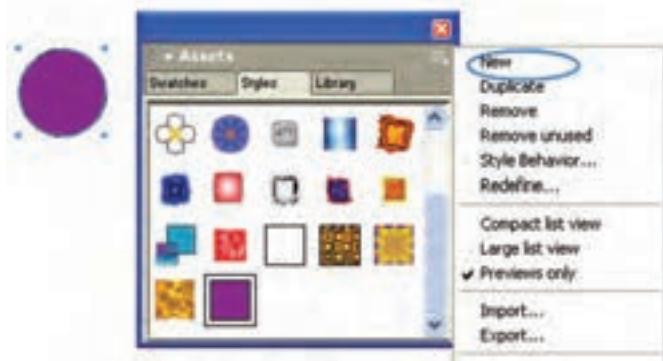 Assets
Swatches Styles Library
New
Duplicate
Remove
Remove unused
Style Behavior...
Redefine...
Compact list view
Large list view
Previews only
Import...
Export...